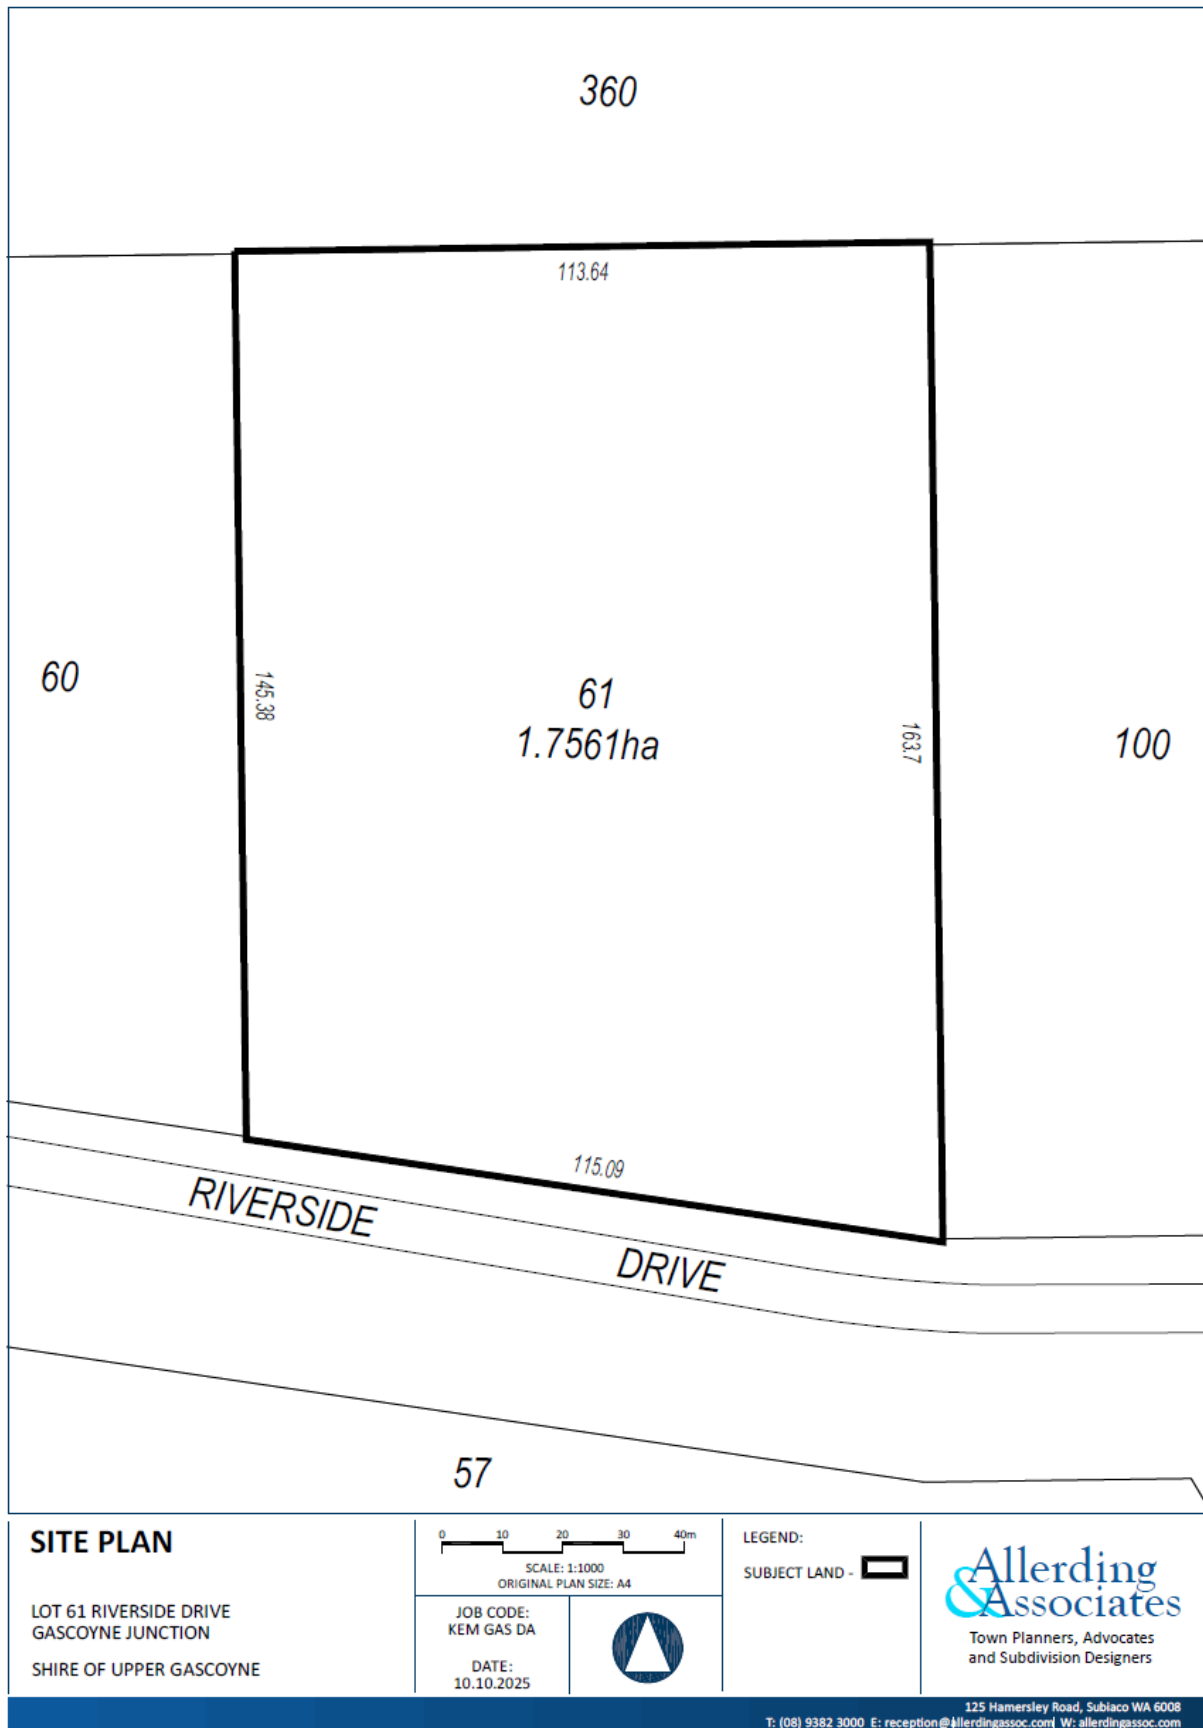 360
113.64
60
145.38
61
1.7561ha
163.7
100
115.09
RIVERSIDE DRIVE
57
SITE PLAN
LOT 61 RIVERSIDE DRIVE
GASCOYNE JUNCTION
SHIRE OF UPPER GASCOYNE
0 10 20 30 40m
SCALE: 1:1000
ORIGINAL PLAN SIZE: A4
JOB CODE:
KEM GAS DA
DATE:
10.10.2025
LEGEND:
SUBJECT LAND -
Allerding
& Associates
Town Planners, Advocates
and Subdivision Designers
125 Hamersley Road, Subiaco WA 6008
T: (08) 9382 3000 E: reception@allerdingassoc.com W: allerdingassoc.com